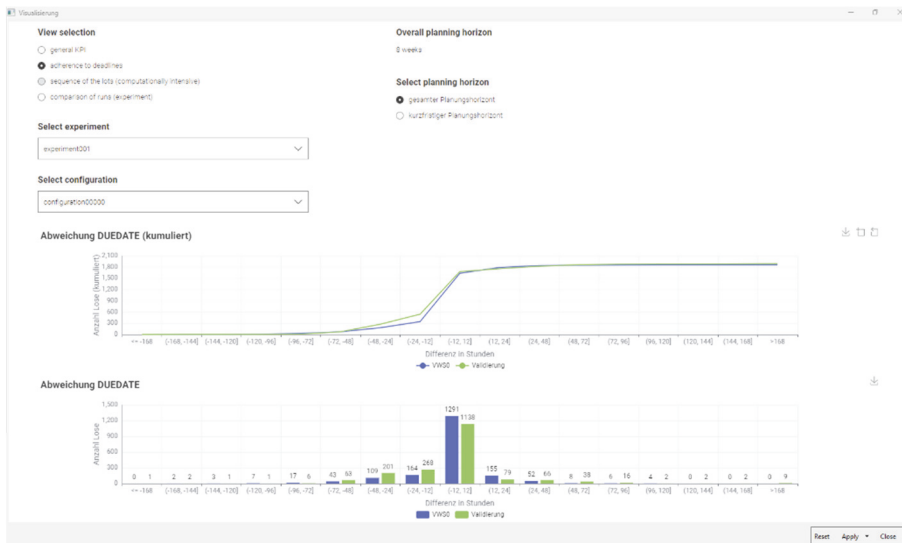 Visualisierung
View selection
general KPI
adherence to deadlines
sequence of the lots (computationally intensive)
comparison of runs (experiment)
Overall planning horizon
8 weeks
Select planning horizon
gesamter Planungshorizont
kurzfristiger Planungshorizont
Select experiment
experiment001
Select configuration
configuration00000
Abweichung DUEDATE (kumuliert)
Anzahl Lose (kumuliert)
2,100
1,800
1,500
1,200
900
600
300
0
<= -168 (-168, -144] (-144, -120] (-120, -96] (-96, -72] (-72, -48] (-48, -24] (-24, -12] (-12, 12] (12, 24] (24, 48] (48, 72] (72, 96] (96, 120] (120, 144] (144, 168] >168
Differenz in Stunden
VWS0 Validierung
Abweichung DUEDATE
Anzahl Lose
1,500
1,200
900
600
300
0
0 1 2 2 3 1 7 1 17 6 43 63 109 201 164 268 1291 1138 155 79 52 66 8 38 6 16 4 2 0 2 0 2 0 9
<= -168 (-168, -144] (-144, -120] (-120, -96] (-96, -72] (-72, -48] (-48, -24] (-24, -12] (-12, 12] (12, 24] (24, 48] (48, 72] (72, 96] (96, 120] (120, 144] (144, 168] >168
Differenz in Stunden
VWS0 Validierung
Reset Apply Close